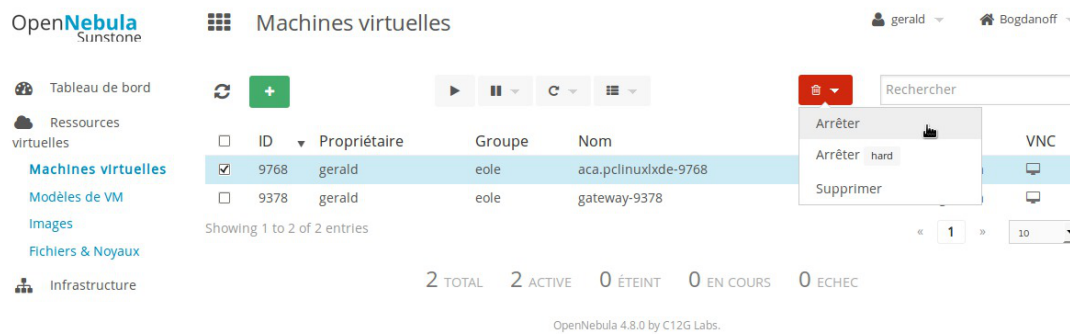 OpenNebula
Sunstone
Machines virtuelles
gerald
Bogdanoff
Tableau de bord
Ressources
virtuelles
Machines virtuelles
Modèles de VM
Images
Fichiers & Noyaux
Infrastructure
Rechercher
Arrêter
Arrêter hard
Supprimer
ID Propriétaire Groupe Nom VNC
9768 gerald eole aca.pclinuxlxde-9768
9378 gerald eole gateway-9378
Showing 1 to 2 of 2 entries
« 1 » 10
2 TOTAL 2 ACTIVE 0 ÉTEINT 0 EN COURS 0 ECHEC
OpenNebula 4.8.0 by C12G Labs.